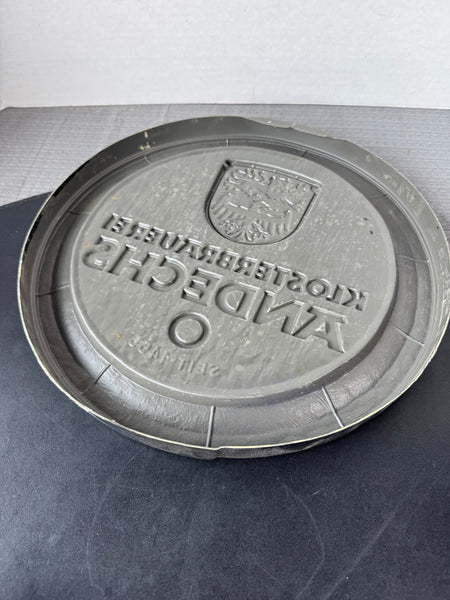 KLOSTERBRAUEREI
ANDECHS
O
SEIT 1455